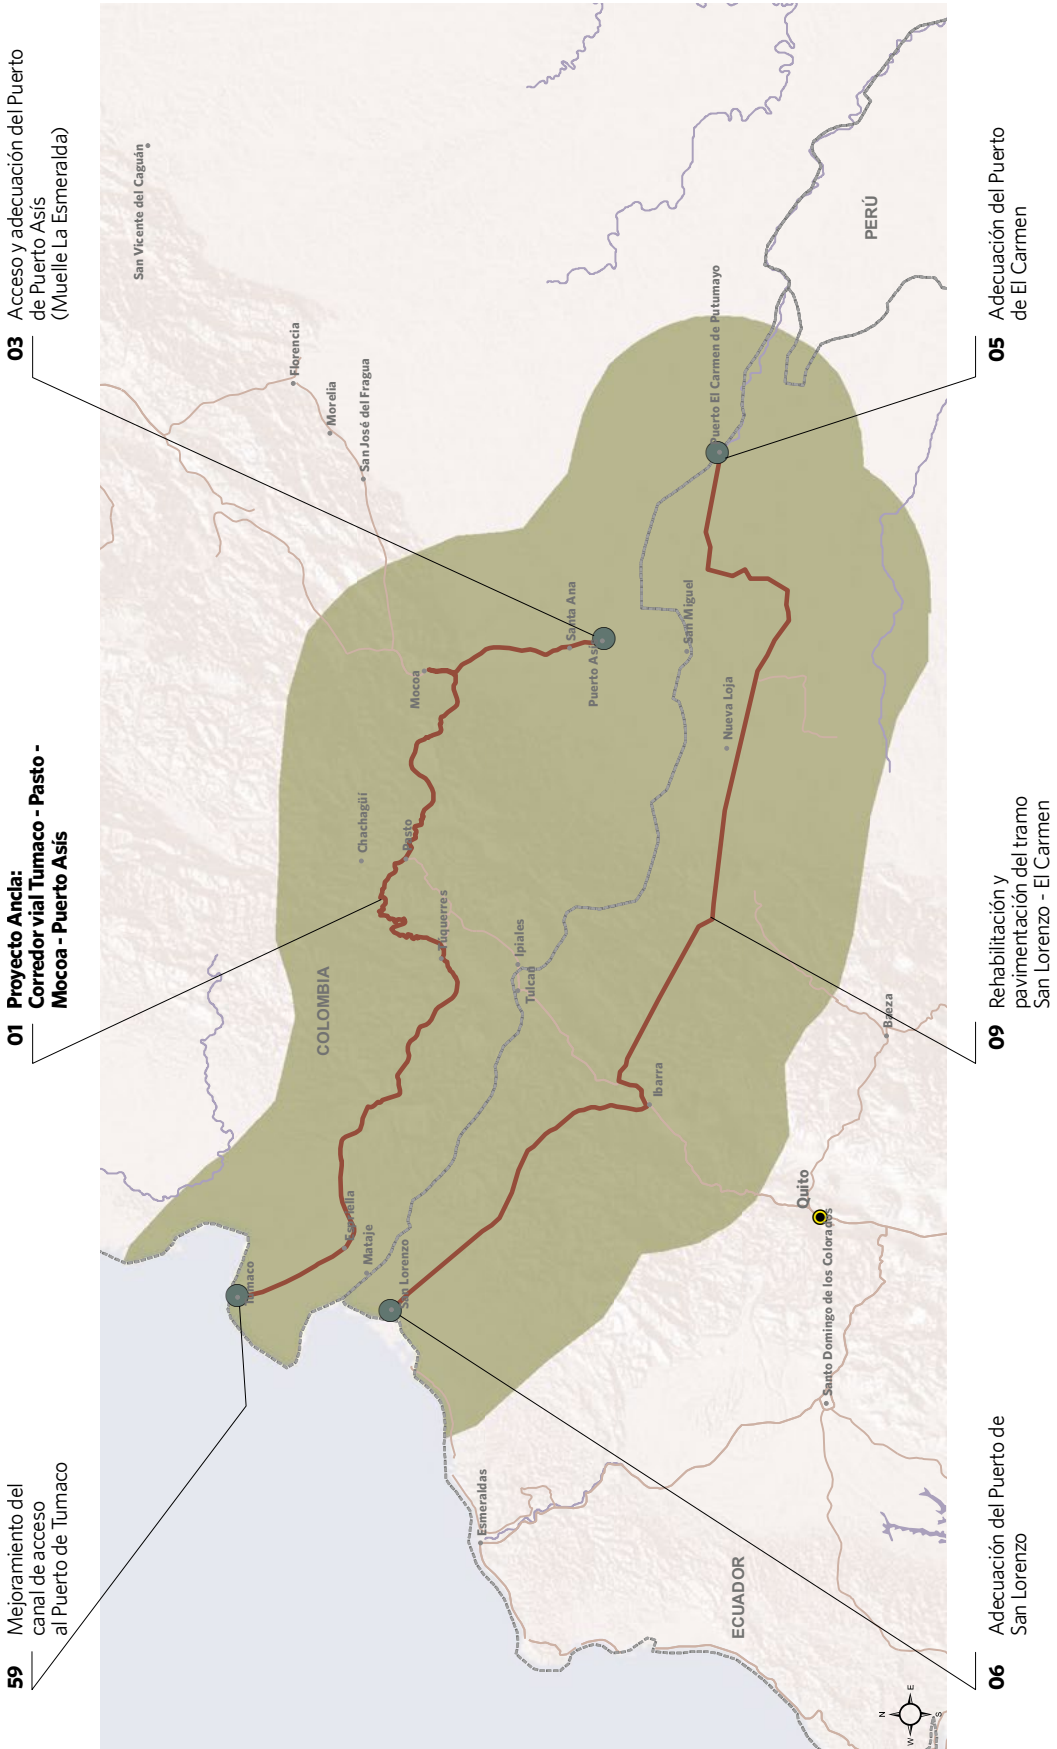 59 Mejoramiento del
canal de acceso
al Puerto de Tumaco
01 Proyecto Ancla:
Corredor vial Tumaco - Pasto -
Mocoa - Puerto Asís
03 Acceso y adecuación del Puerto
de Puerto Asís
(Muelle La Esmeralda)
San Vicente del Caguán
Florencia
Morelia
San José del Fragua
COLOMBIA
Chachagüí
Mocoa
Pasto
Túquerres
Tumaco
Mataje
San Lorenzo
Ipiales
Tulcán
Santa Ana
Puerto Asís
San Miguel
Puerto El Carmen de Putumayo
PERÚ
Nueva Loja
Ibarra
Esmeraldas
Quito
Baeza
Santo Domingo de los Colorados
ECUADOR
N
W
E
S
06 Adecuación del Puerto de
San Lorenzo
09 Rehabilitación y
pavimentación del tramo
San Lorenzo - El Carmen
05 Adecuación del Puerto
de El Carmen